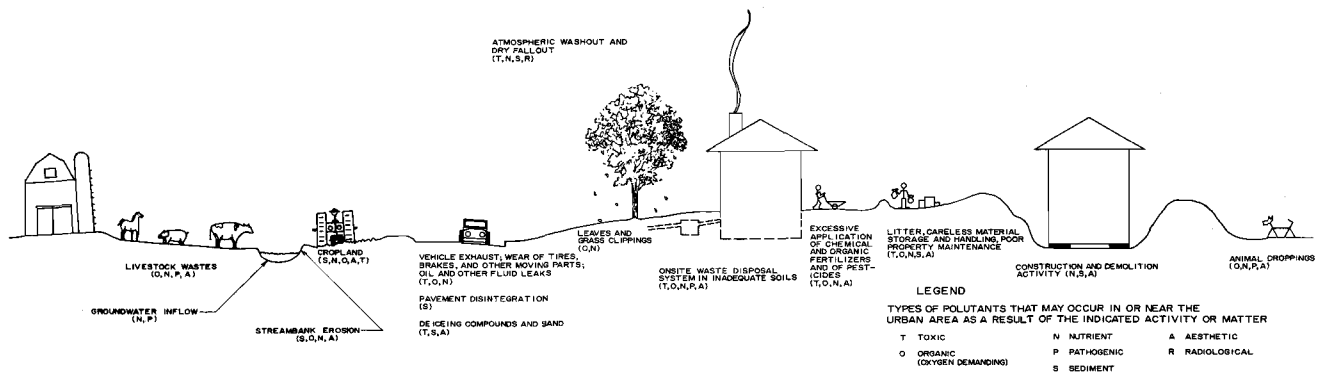 ATMOSPHERIC WASHOUT AND
DRY FALLOUT
(T,N,S,R)
LIVESTOCK WASTES
(O,N,P,A)
GROUNDWATER INFLOW
(N,P)
STREAMBANK EROSION
(S,O,N,A)
CROPLAND
(S,N,O,A,T)
VEHICLE EXHAUST; WEAR OF TIRES,
BRAKES, AND OTHER MOVING PARTS;
OIL AND OTHER FLUID LEAKS
(T,O,N)
PAVEMENT DISINTEGRATION
(S)
DEICEING COMPOUNDS AND SAND
(T,S,A)
LEAVES AND
GRASS CLIPPINGS
(O,N)
ONSITE WASTE DISPOSAL
SYSTEM IN INADEQUATE SOILS
(T,O,N,P,A)
EXCESSIVE
APPLICATION
OF CHEMICAL
AND ORGANIC
FERTILIZERS
AND OF PEST-
CIDES
(T,O,N,A)
LITTER, CARELESS MATERIAL
STORAGE AND HANDLING, POOR
PROPERTY MAINTENANCE
(T,O,N,S,A)
CONSTRUCTION AND DEMOLITION
ACTIVITY (N,S,A)
ANIMAL DROPPINGS
(O,N,P,A)
LEGEND
TYPES OF POLUTANTS THAT MAY OCCUR IN OR NEAR THE
URBAN AREA AS A RESULT OF THE INDICATED ACTIVITY OR MATTER
T TOXIC
O ORGANIC
(OXYGEN DEMANDING)
N NUTRIENT
P PATHOGENIC
S SEDIMENT
A AESTHETIC
R RADIOLOGICAL